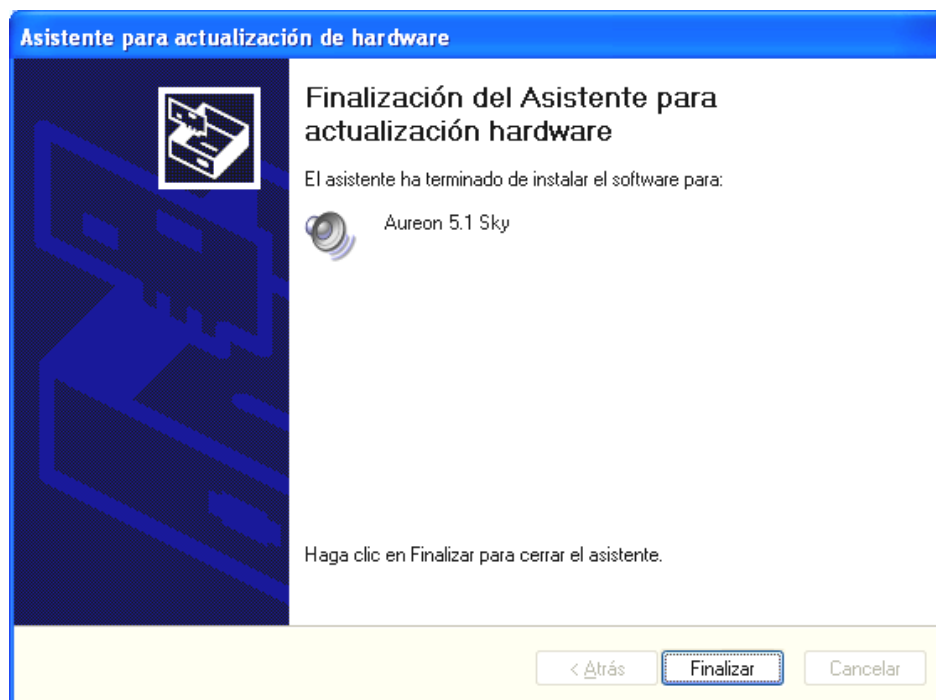 Asistente para actualización de hardware
Finalización del Asistente para
actualización hardware
El asistente ha terminado de instalar el software para:
Aureon 5.1 Sky
Haga clic en Finalizar para cerrar el asistente.
< Atrás
Finalizar
Cancelar